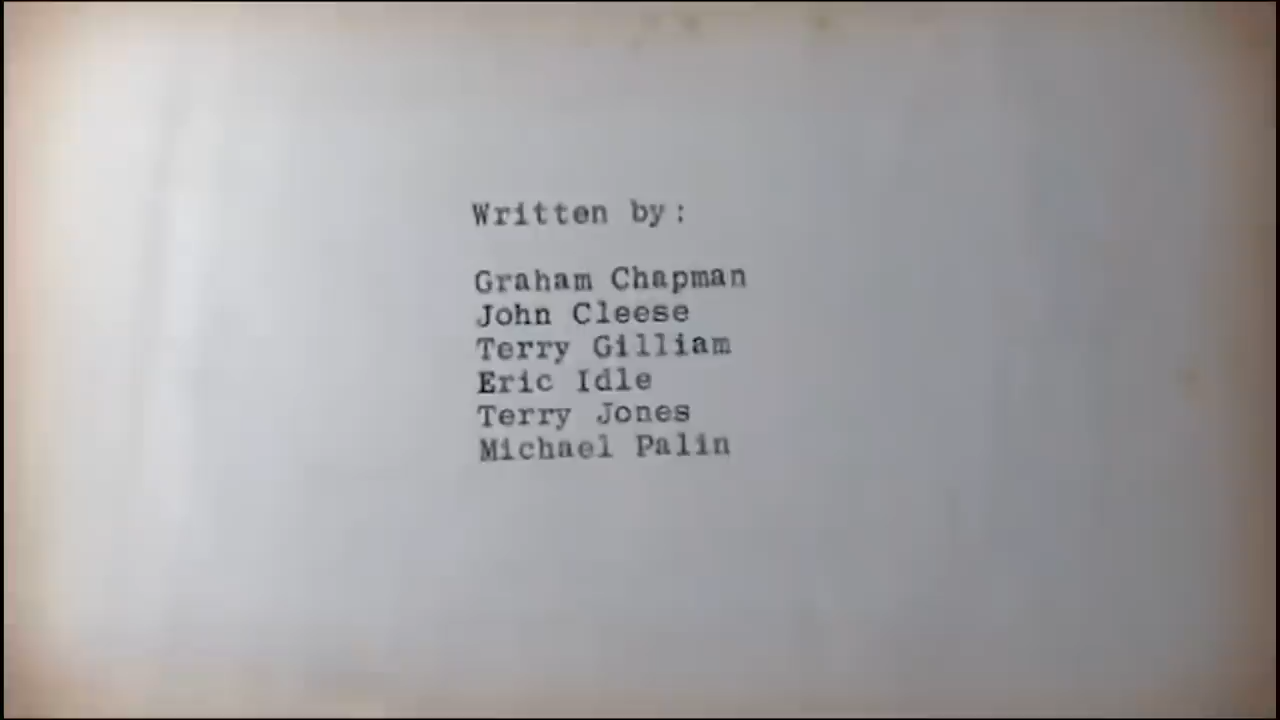 Written by:
Graham Chapman
John Cleese
Terry Gilliam
Eric Idle
Terry Jones
Michael Palin